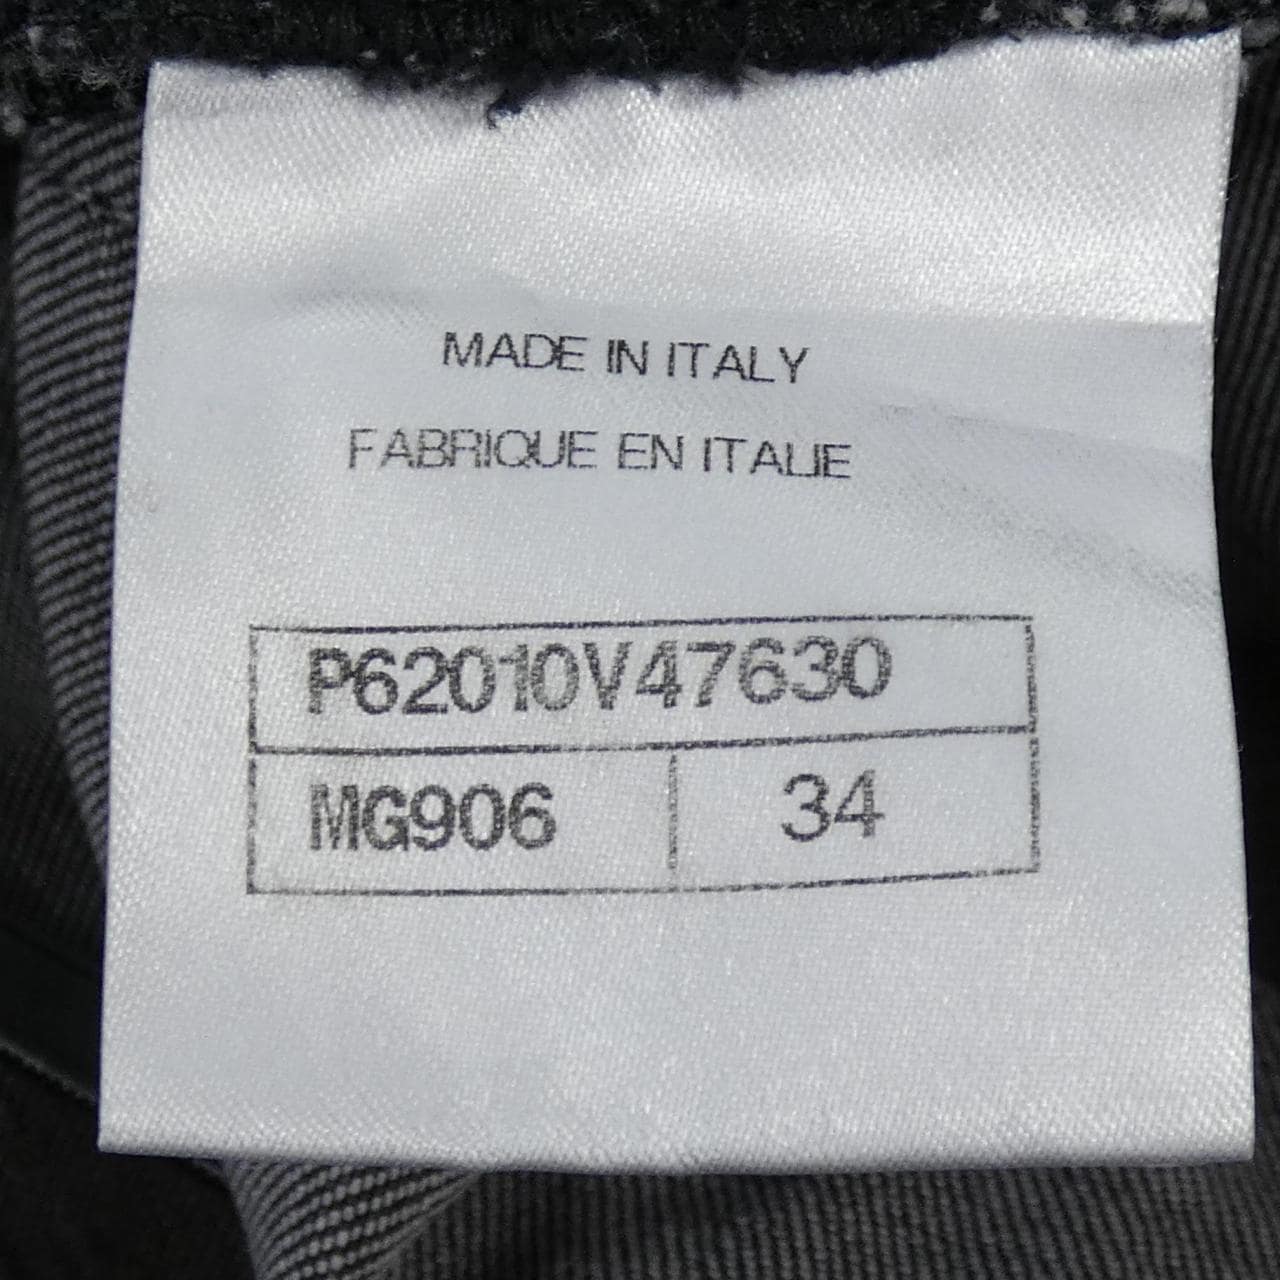 MADE IN ITALY
FABRIQUE EN ITALIE
P62010V47630
MG906 34